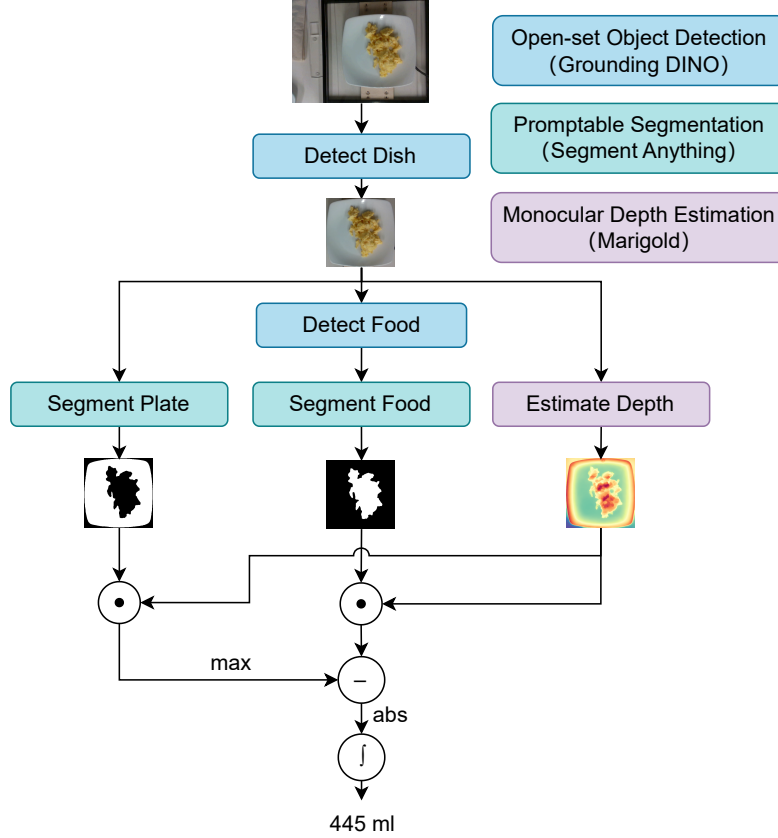 Open-set Object Detection
(Grounding DINO)
Promptable Segmentation
(Segment Anything)
Monocular Depth Estimation
(Marigold)
Detect Dish
Detect Food
Segment Plate
Segment Food
Estimate Depth
max
−
abs
∫
445 ml